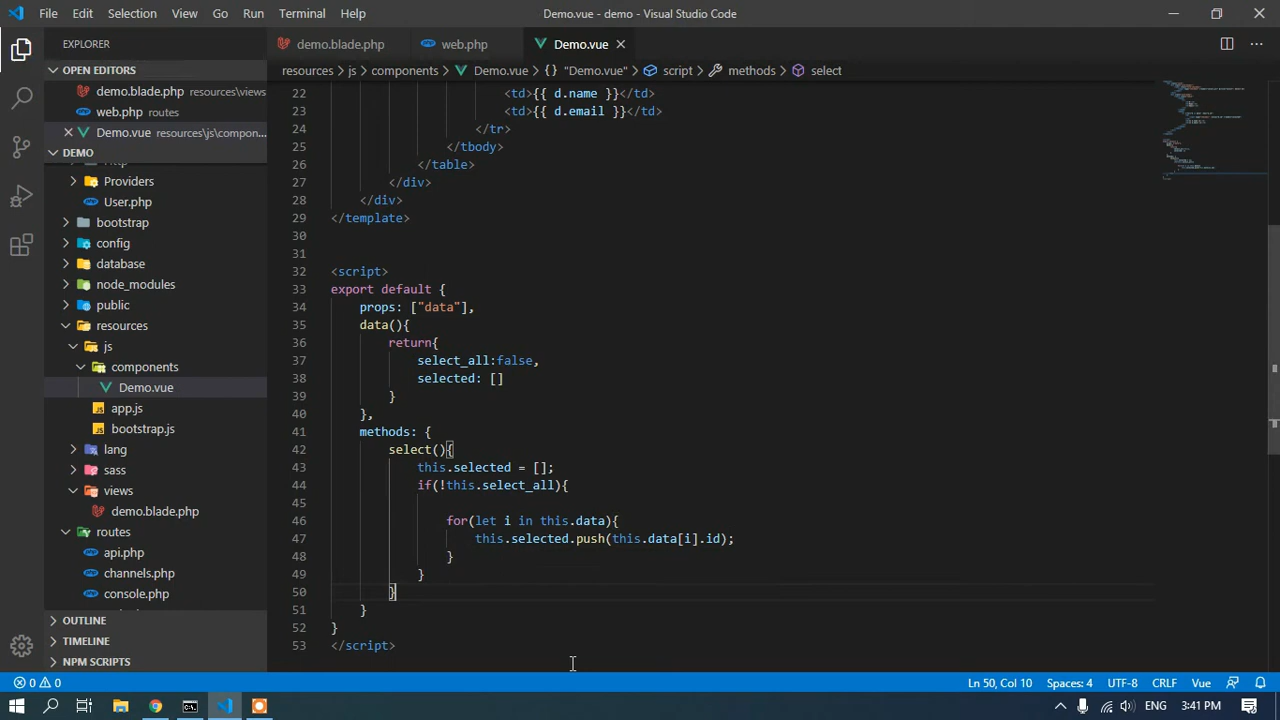 File Edit Selection View Go Run Terminal Help
Demo.vue - demo - Visual Studio Code
EXPLORER
OPEN EDITORS
demo.blade.php resources\views
web.php routes
Demo.vue resources\js\compon...
DEMO
Providers
User.php
bootstrap
config
database
node_modules
public
resources
js
components
Demo.vue
app.js
bootstrap.js
lang
sass
views
demo.blade.php
routes
api.php
channels.php
console.php
OUTLINE
TIMELINE
NPM SCRIPTS
demo.blade.php
web.php
Demo.vue
resources js components Demo.vue {} "Demo.vue" script methods select
22 <td>{{ d.name }}</td>
23 <td>{{ d.email }}</td>
24 </tr>
25 </tbody>
26 </table>
27 </div>
28 </div>
29 </template>
30
31
32 <script>
33 export default {
34 props: ["data"],
35 data(){
36 return{
37 select_all:false,
38 selected: []
39 }
40 },
41 methods: {
42 select(){
43 this.selected = [];
44 if(!this.select_all){
45
46 for(let i in this.data){
47 this.selected.push(this.data[i].id);
48 }
49 }
50 }
51 }
52 }
53 </script>
0 0
Ln 50, Col 10 Spaces: 4 UTF-8 CRLF Vue
ENG 3:41 PM